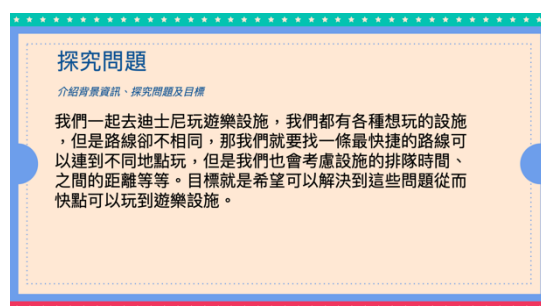 探究問題
介紹背景資訊、探究問題及目標
我們一起去迪士尼玩遊樂設施，我們都有各種想玩的設施
，但是路線卻不相同，那我們就要找一條最快捷的路線可
以連到不同地點玩，但是我們也會考慮設施的排隊時間、
之間的距離等等。目標就是希望可以解決到這些問題從而
快點可以玩到遊樂設施。